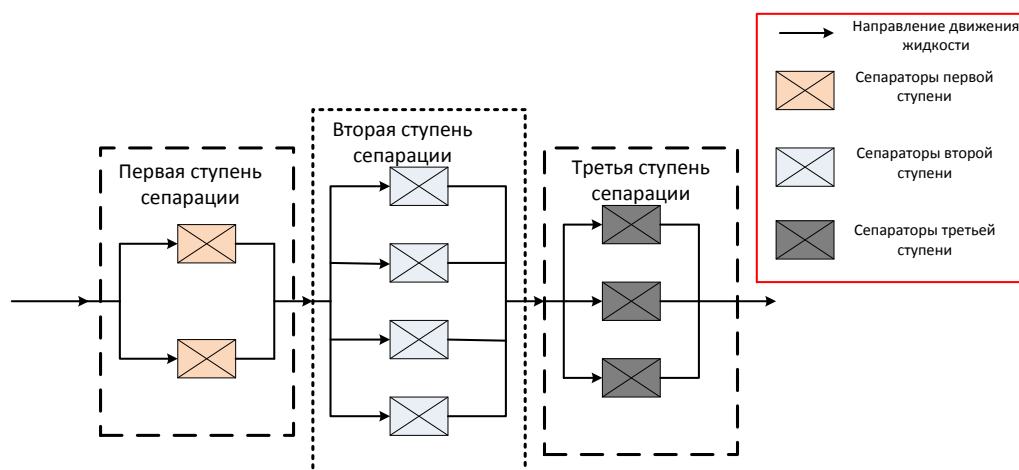 Первая ступень
сепарации
Вторая ступень
сепарации
Третья ступень
сепарации
Направление движения
жидкости
Сепараторы первой
ступени
Сепараторы второй
ступени
Сепараторы третьей
ступени